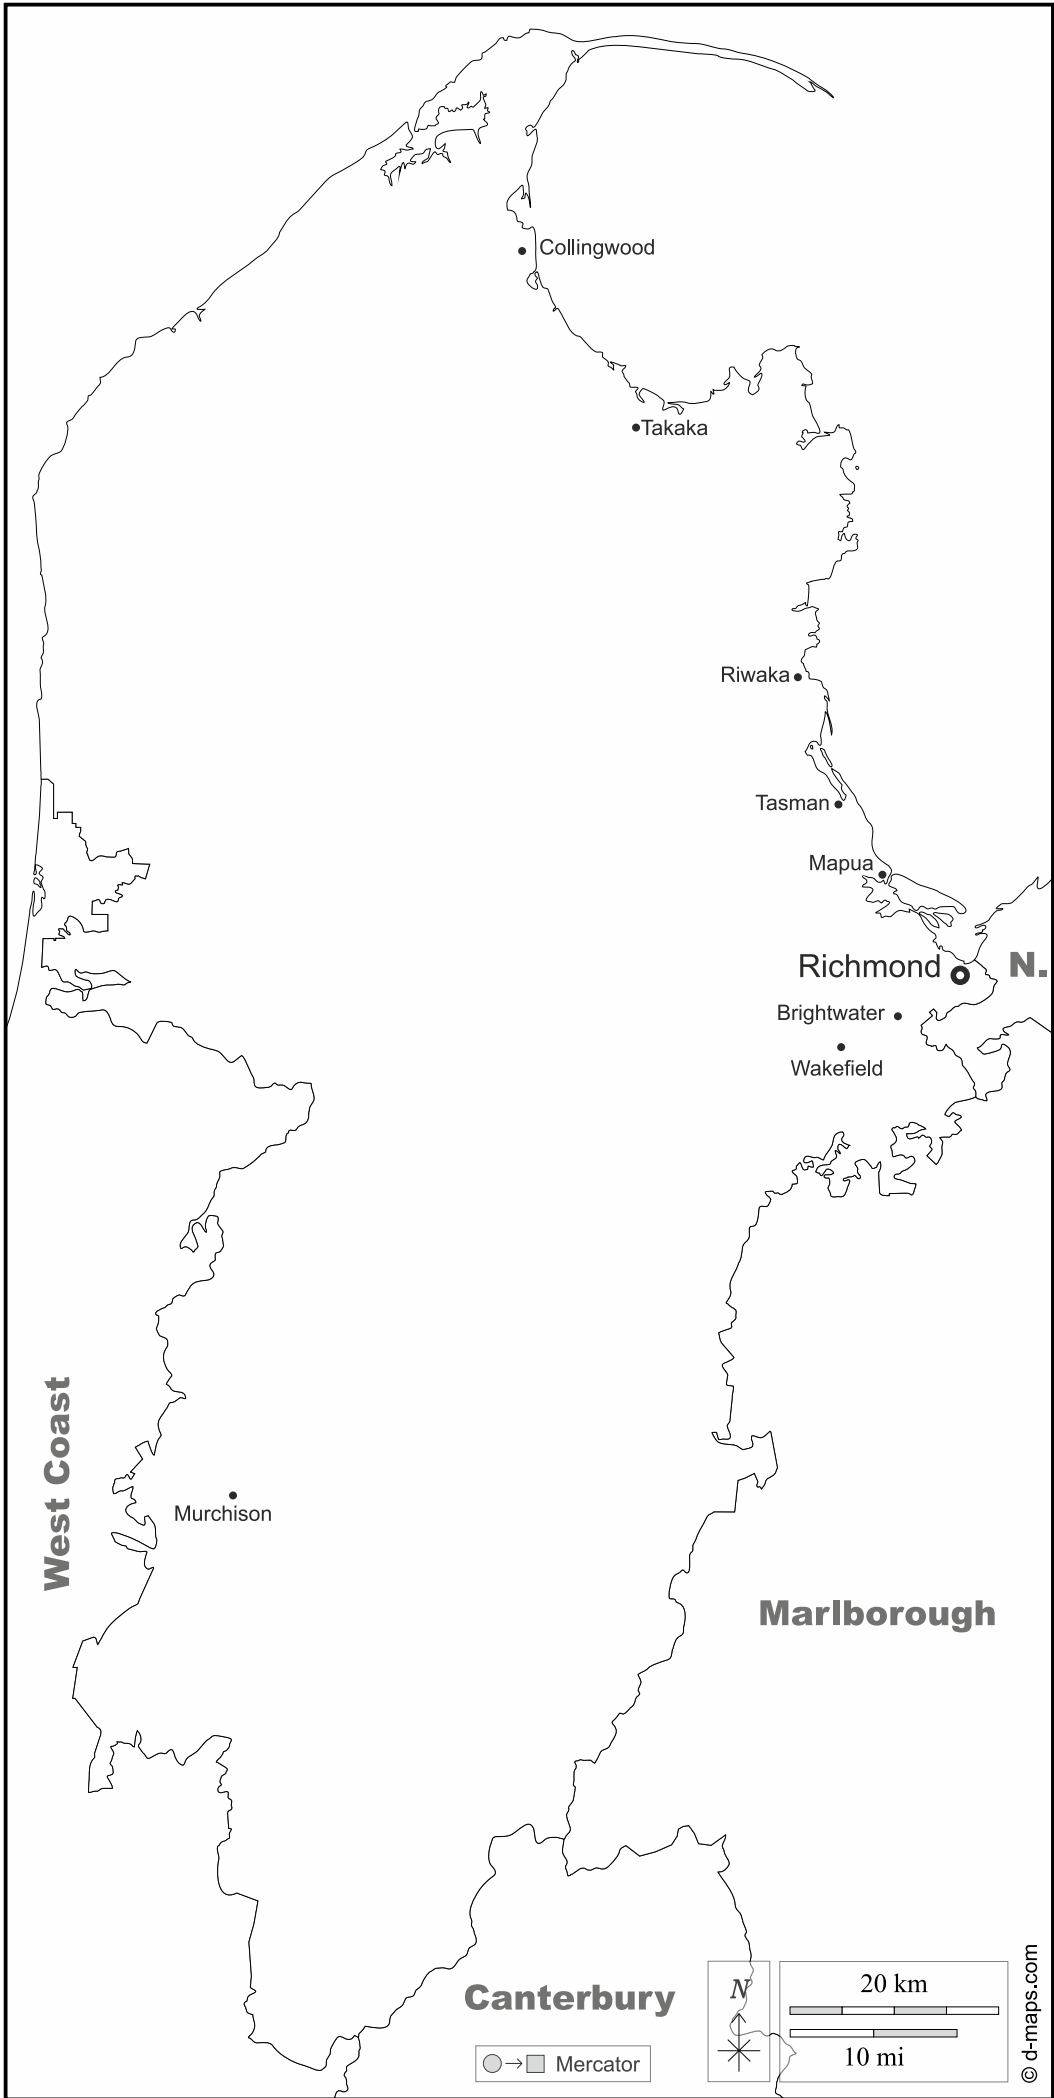 Collingwood
Takaka
Riwaka
Tasman
Mapua
Richmond
N.
Brightwater
Wakefield
West Coast
Murchison
Marlborough
Canterbury
N
20 km
10 mi
Mercator
© d-maps.com